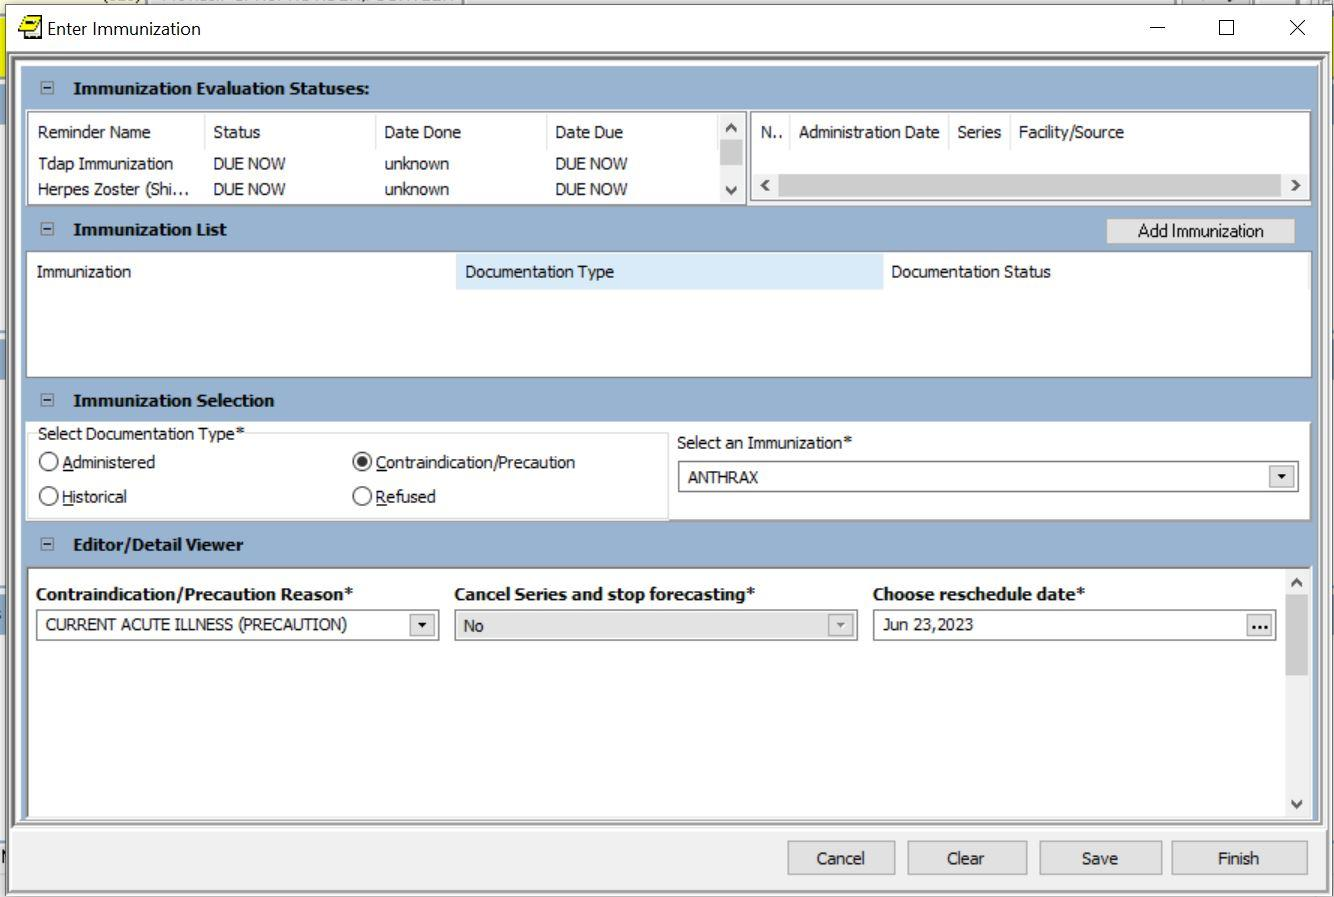 Enter Immunization
Immunization Evaluation Statuses:
Reminder Name Status Date Done Date Due
Tdap Immunization DUE NOW unknown DUE NOW
Herpes Zoster (Shi... DUE NOW unknown DUE NOW
N.. Administration Date Series Facility/Source
Immunization List Add Immunization
Immunization Documentation Type Documentation Status
Immunization Selection
Select Documentation Type*
Administered Contraindication/Precaution
Historical Refused
Select an Immunization*
ANTHRAX
Editor/Detail Viewer
Contraindication/Precaution Reason* Cancel Series and stop forecasting* Choose reschedule date*
CURRENT ACUTE ILLNESS (PRECAUTION) No Jun 23,2023 ...
Cancel Clear Save Finish